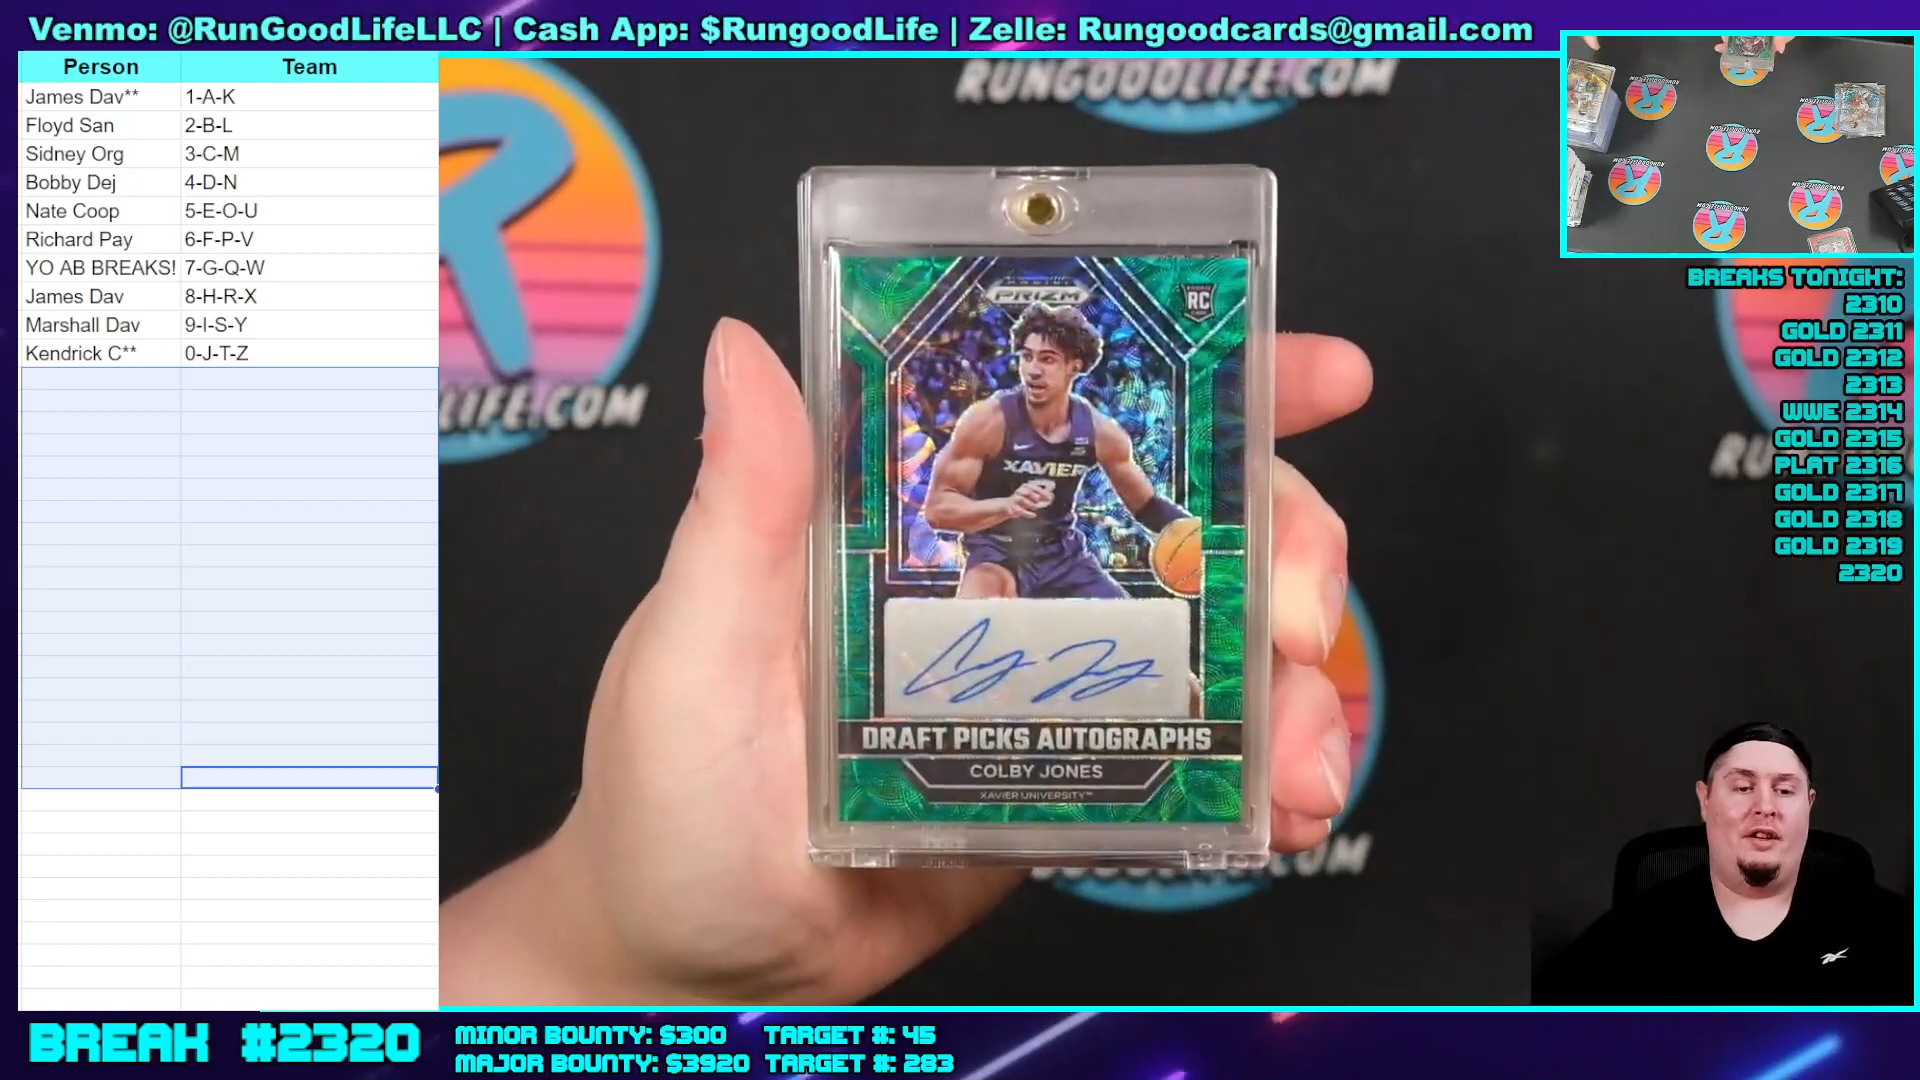 Venmo: @RunGoodLifeLLC | Cash App: $RungoodLife | Zelle: Rungoodcards@gmail.com
Person Team
James Dav** 1-A-K
Floyd San 2-B-L
Sidney Org 3-C-M
Bobby Dej 4-D-N
Nate Coop 5-E-O-U
Richard Pay 6-F-P-V
YO AB BREAKS! 7-G-Q-W
James Dav 8-H-R-X
Marshall Dav 9-I-S-Y
Kendrick C** 0-J-T-Z
RUNGOODLIFE.COM
LIFE.COM
PRIZM
RC
XAVIER
DRAFT PICKS AUTOGRAPHS
COLBY JONES
XAVIER UNIVERSITY™
BREAKS TONIGHT:
2310
GOLD 2311
GOLD 2312
2313
WWE 2314
GOLD 2315
PLAT 2316
GOLD 2317
GOLD 2318
GOLD 2319
2320
BREAK #2320
MINOR BOUNTY: $300 TARGET #: 45
MAJOR BOUNTY: $3920 TARGET #: 283